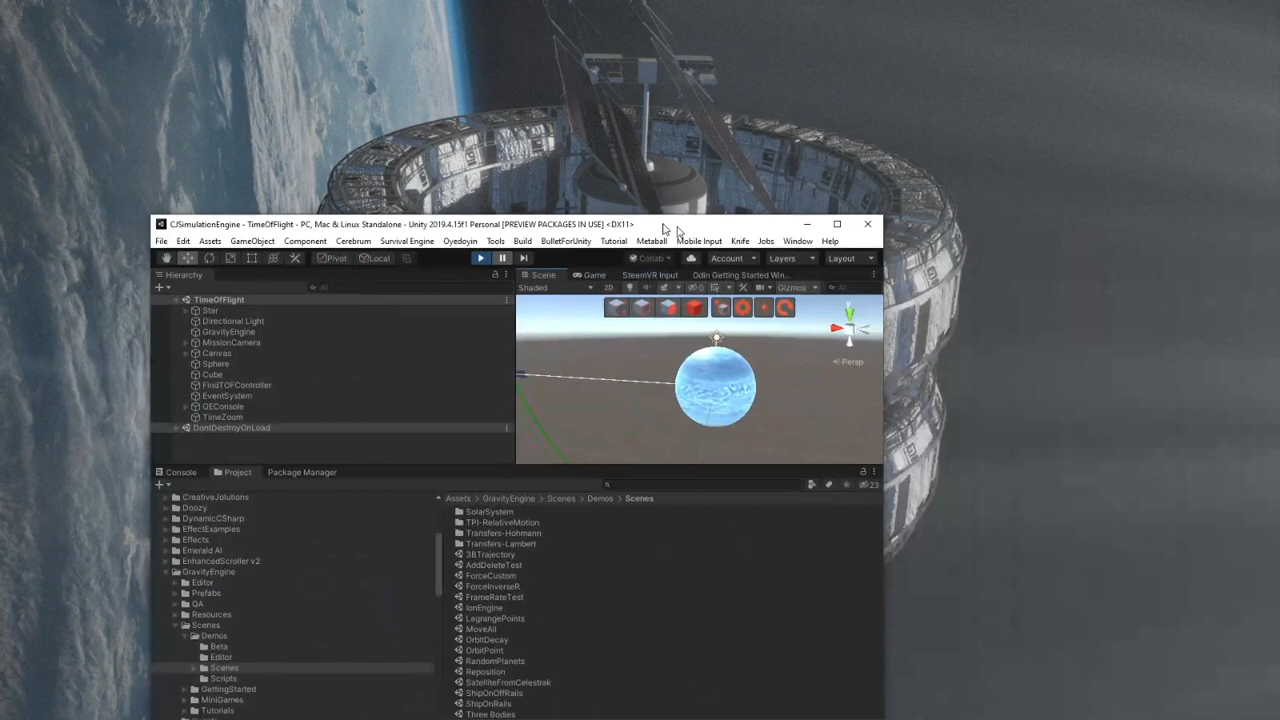 CJSimulationEngine - TimeOfFlight - PC, Mac & Linux Standalone - Unity 2019.4.15f1 Personal [PREVIEW PACKAGES IN USE] <DX11>
File Edit Assets GameObject Component Cerebrum Survival Engine Oyedoyin Tools Build BulletForUnity Tutorial Metaball Mobile Input Knife Jobs Window Help
Pivot Local Collab Account Layers Layout
Hierarchy
All
TimeOfFlight
Star
Directional Light
GravityEngine
MissionCamera
Canvas
Sphere
Cube
FindTOFController
EventSystem
GEConsole
TimeZoom
DontDestroyOnLoad
Scene Game SteamVR Input Odin Getting Started Win...
Shaded 2D 0 Gizmos All
y
Persp
Console Project Package Manager
23
CreativeJolutions
Doozy
DynamicCSharp
EffectExamples
Effects
Emerald AI
EnhancedScroller v2
GravityEngine
Editor
Prefabs
QA
Resources
Scenes
Demos
Beta
Editor
Scenes
Scripts
GettingStarted
MiniGames
Tutorials
Assets > GravityEngine > Scenes > Demos > Scenes
SolarSystem
TPI-RelativeMotion
Transfers-Hohmann
Transfers-Lambert
3BTrajectory
AddDeleteTest
ForceCustom
ForceInverseR
FrameRateTest
IonEngine
LagrangePoints
MoveAll
OrbitDecay
OrbitPoint
RandomPlanets
Reposition
SatelliteFromCelestrak
ShipOnOffRails
ShipOnRails
Three Bodies